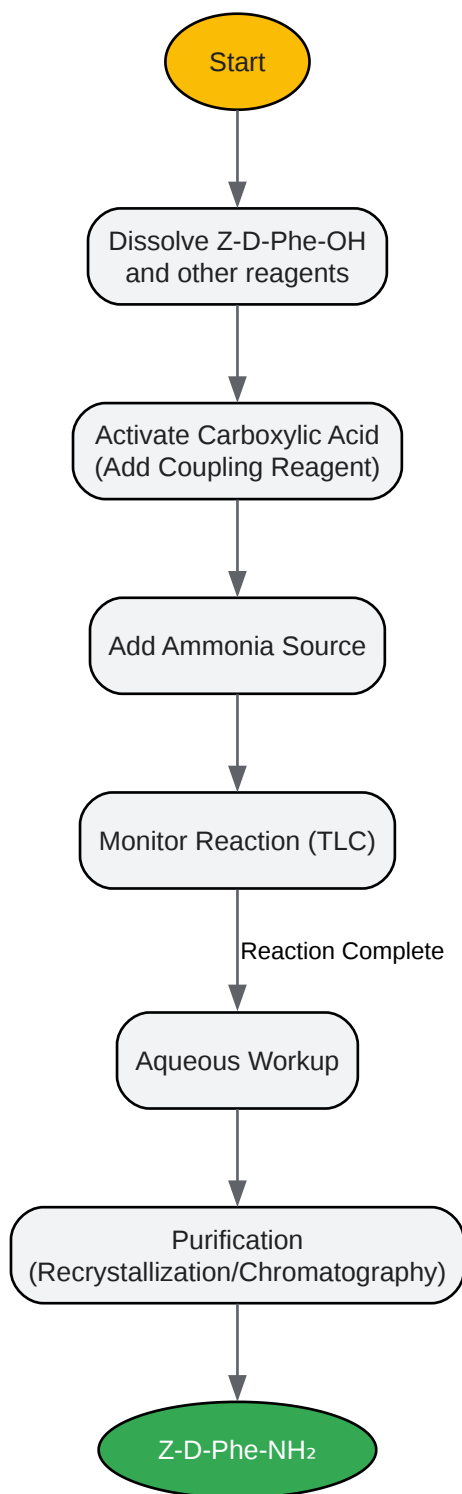 Start
Dissolve Z-D-Phe-OH
and other reagents
Activate Carboxylic Acid
(Add Coupling Reagent)
Add Ammonia Source
Monitor Reaction (TLC)
Reaction Complete
Aqueous Workup
Purification
(Recrystallization/Chromatography)
Z-D-Phe-NH₂